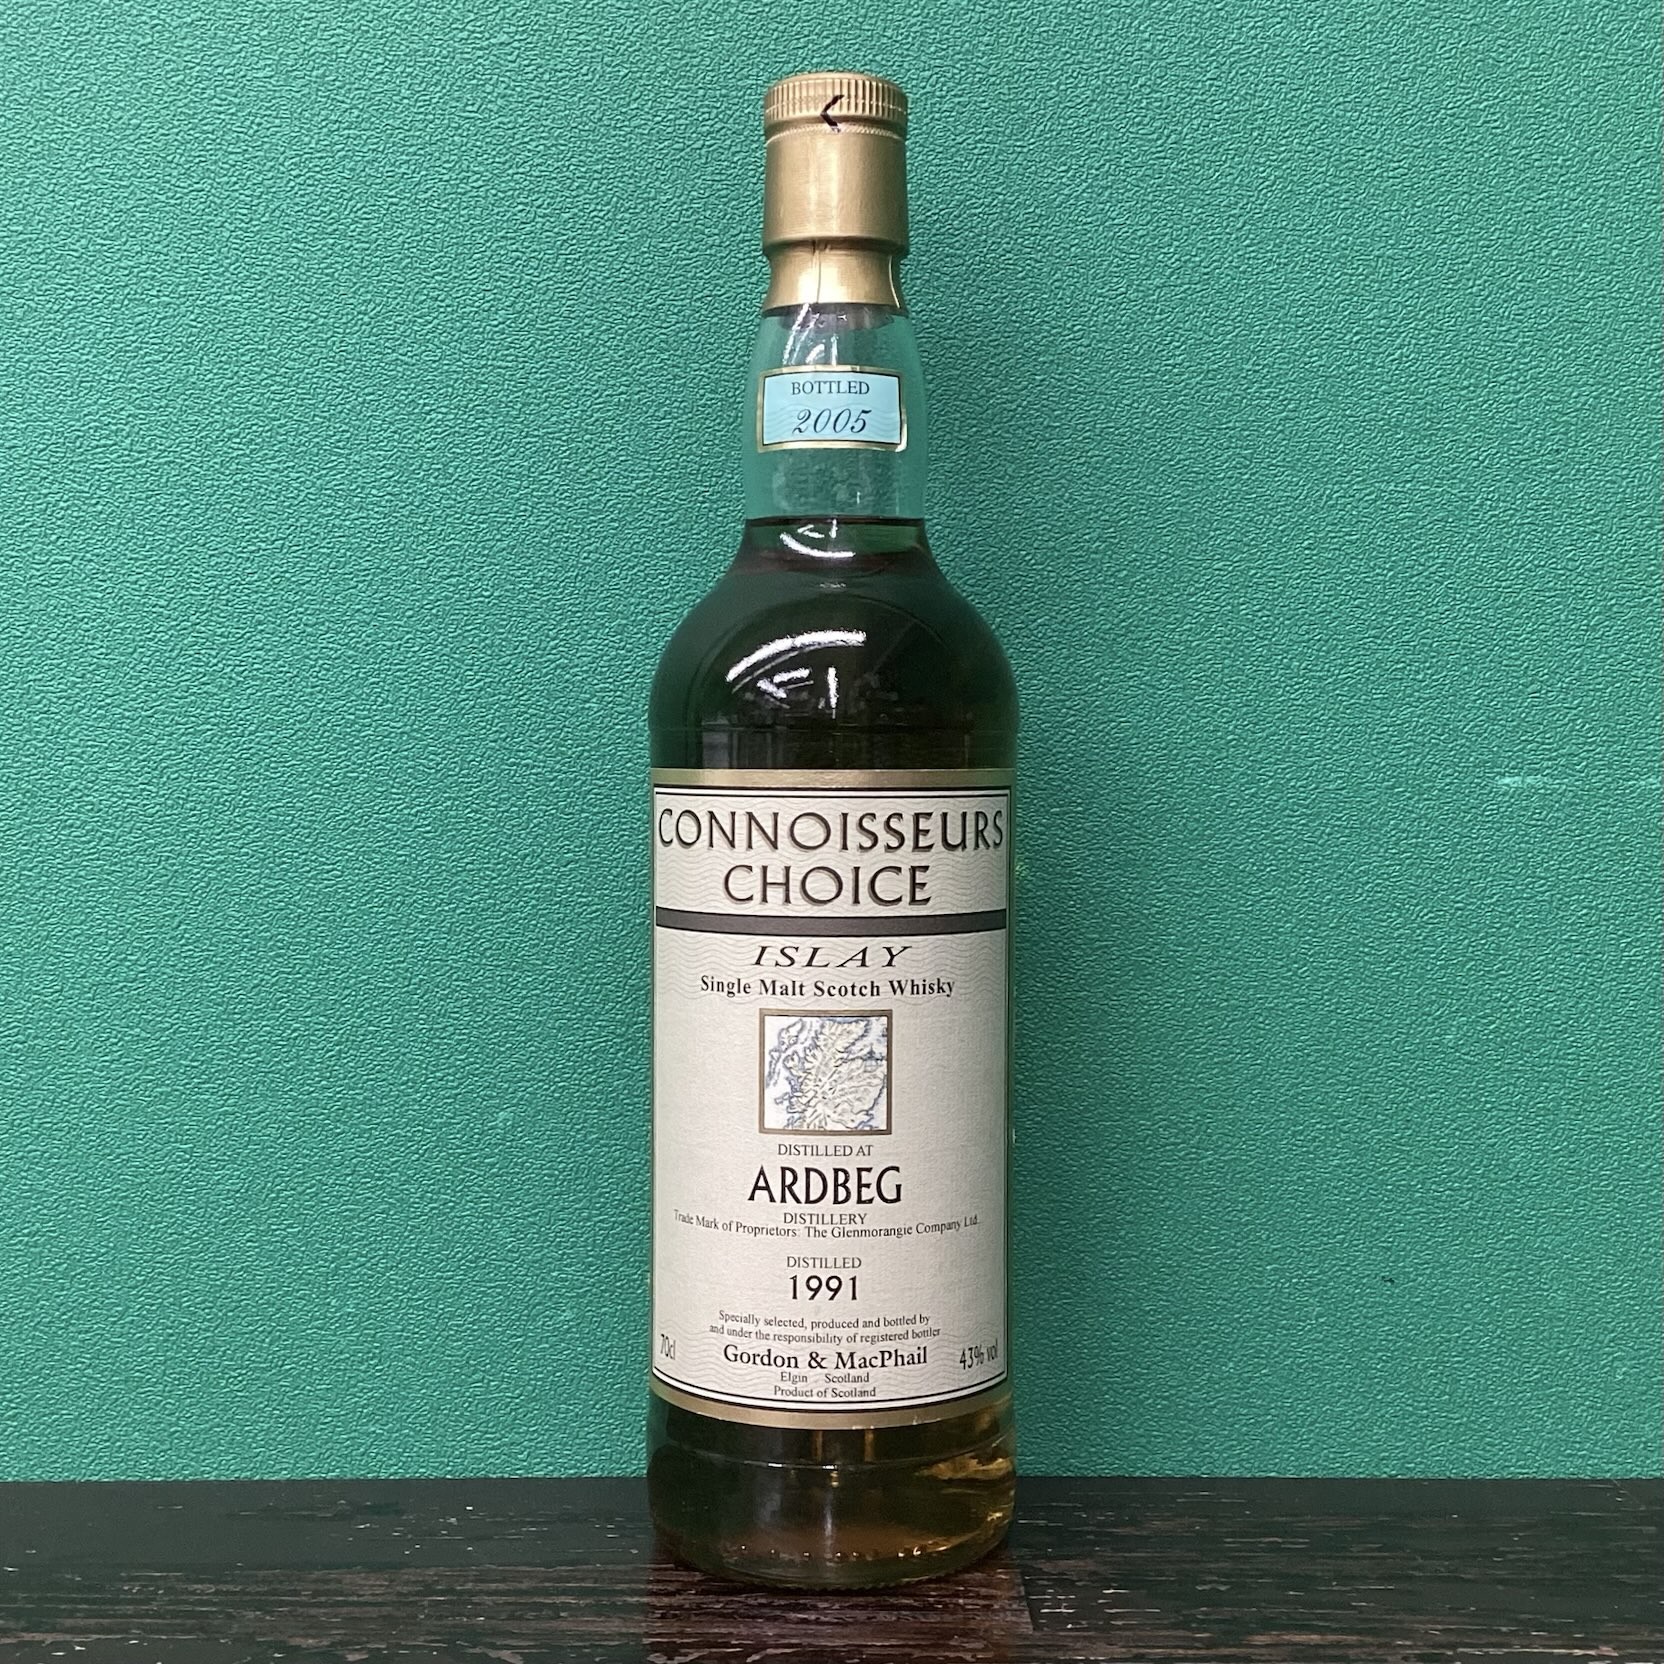 BOTTLED
2005
CONNOISSEURS
CHOICE
ISLAY
Single Malt Scotch Whisky
DISTILLED AT
ARDBEG
DISTILLERY
Trade Mark of Proprietors: The Glenmorangie Company Ltd.
DISTILLED
1991
Specially selected, produced and bottled by
and under the responsibility of registered bottler
70cl Gordon & MacPhail 43% vol
Elgin Scotland
Product of Scotland